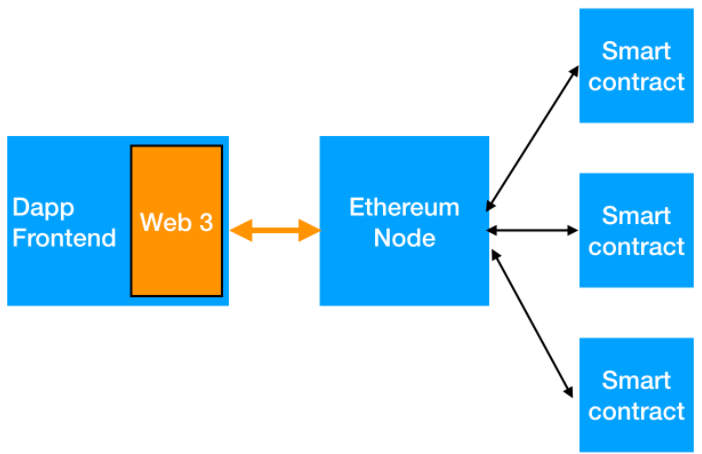 Dapp
Frontend
Web 3
Ethereum
Node
Smart
contract
Smart
contract
Smart
contract